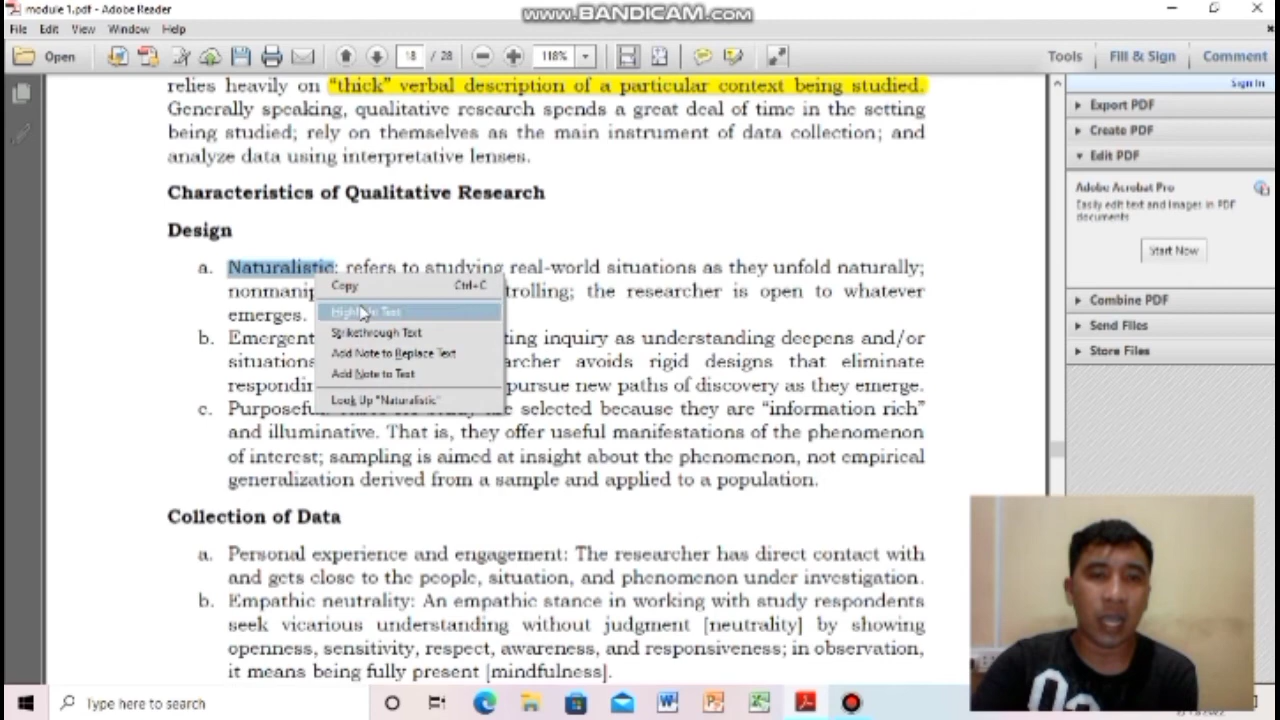 module 1.pdf - Adobe Reader
www.BANDICAM.com
File Edit View Window Help
Open 18 / 28 118% Tools Fill & Sign Comment
Sign In
relies heavily on "thick" verbal description of a particular context being studied.
Generally speaking, qualitative research spends a great deal of time in the setting
being studied; rely on themselves as the main instrument of data collection; and
analyze data using interpretative lenses.
Characteristics of Qualitative Research
Design
a. Naturalistic: refers to studying real-world situations as they unfold naturally;
nonmanip trolling; the researcher is open to whatever
emerges.
b. Emergent ting inquiry as understanding deepens and/or
situations archer avoids rigid designs that eliminate
respondin pursue new paths of discovery as they emerge.
c. Purposeful selected because they are "information rich"
and illuminative. That is, they offer useful manifestations of the phenomenon
of interest; sampling is aimed at insight about the phenomenon, not empirical
generalization derived from a sample and applied to a population.
Collection of Data
a. Personal experience and engagement: The researcher has direct contact with
and gets close to the people, situation, and phenomenon under investigation.
b. Empathic neutrality: An empathic stance in working with study respondents
seek vicarious understanding without judgment [neutrality] by showing
openness, sensitivity, respect, awareness, and responsiveness; in observation,
it means being fully present [mindfulness].
Copy Ctrl+C
Highlight Text
Strikethrough Text
Add Note to Replace Text
Add Note to Text
Look Up "Naturalistic"
Export PDF
Create PDF
Edit PDF
Adobe Acrobat Pro
Easily edit text and images in PDF
documents
Start Now
Combine PDF
Send Files
Store Files
Type here to search